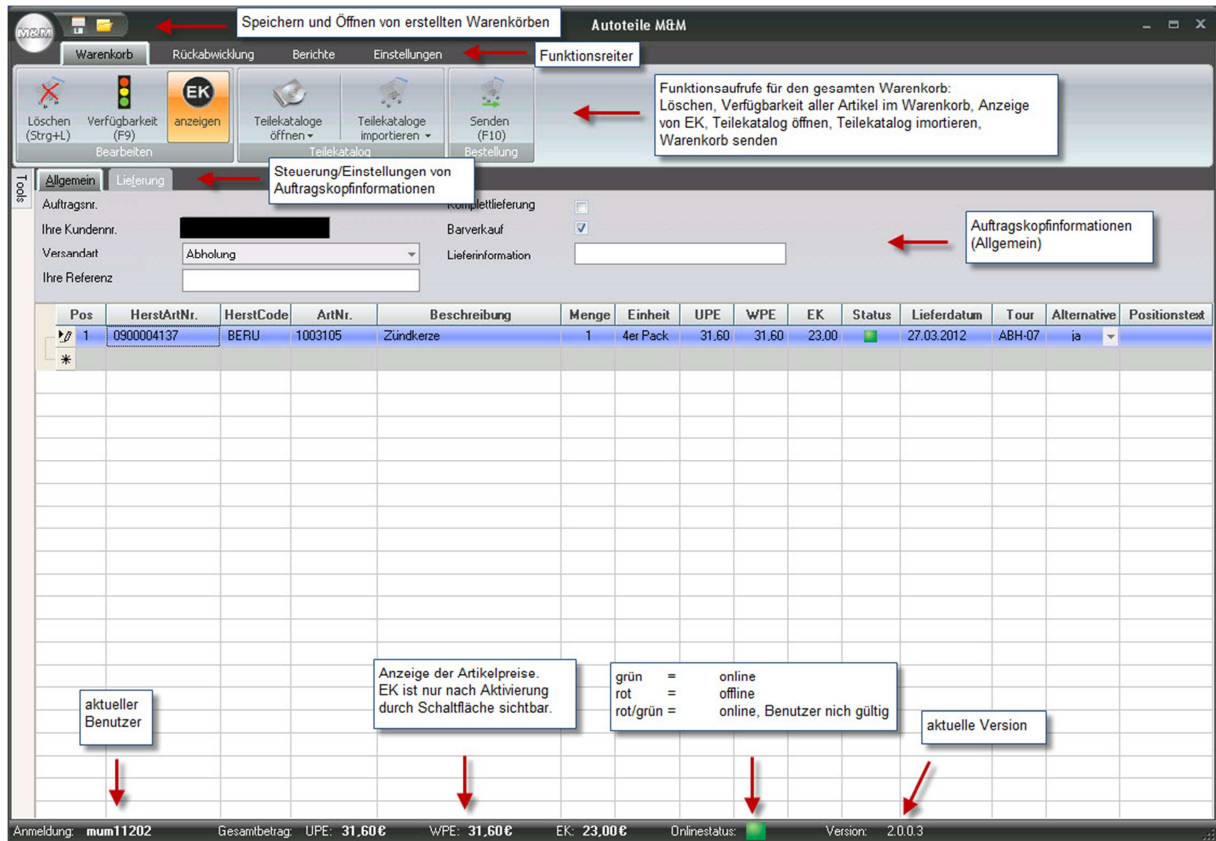 Speichern und Öffnen von erstellten Warenkörben
Autoteile M&M
M&M
Warenkorb Rückabwicklung Berichte Einstellungen
Funktionsreiter
EK
Löschen (Strg+L)
Verfügbarkeit (F9)
anzeigen
Teilekataloge öffnen
Teilekataloge importieren
Senden (F10)
Bearbeiten Teilekatalog Bestellung
Funktionsaufrufe für den gesamten Warenkorb:
Löschen, Verfügbarkeit aller Artikel im Warenkorb, Anzeige
von EK, Teilekatalog öffnen, Teilekatalog imortieren,
Warenkorb senden
Tools
Allgemein Lieferung
Steuerung/Einstellungen von
Auftragskopfinformationen
Auftragsnr. Komplettlieferung
Ihre Kundennr. Barverkauf
Versandart Abholung Lieferinformation
Ihre Referenz
Auftragskopfinformationen
(Allgemein)
Pos HerstArtNr. HerstCode ArtNr. Beschreibung Menge Einheit UPE WPE EK Status Lieferdatum Tour Alternative Positionstext
1 0900004137 BERU 1003105 Zündkerze 1 4er Pack 31,60 31,60 23,00 27.03.2012 ABH-07 ja
Anzeige der Artikelpreise.
EK ist nur nach Aktivierung
durch Schaltfläche sichtbar.
grün = online
rot = offline
rot/grün = online, Benutzer nich gültig
aktueller
Benutzer
aktuelle Version
Anmeldung: mum11202 Gesamtbetrag: UPE: 31,60€ WPE: 31,60€ EK: 23,00€ Onlinestatus: Version: 2.0.0.3